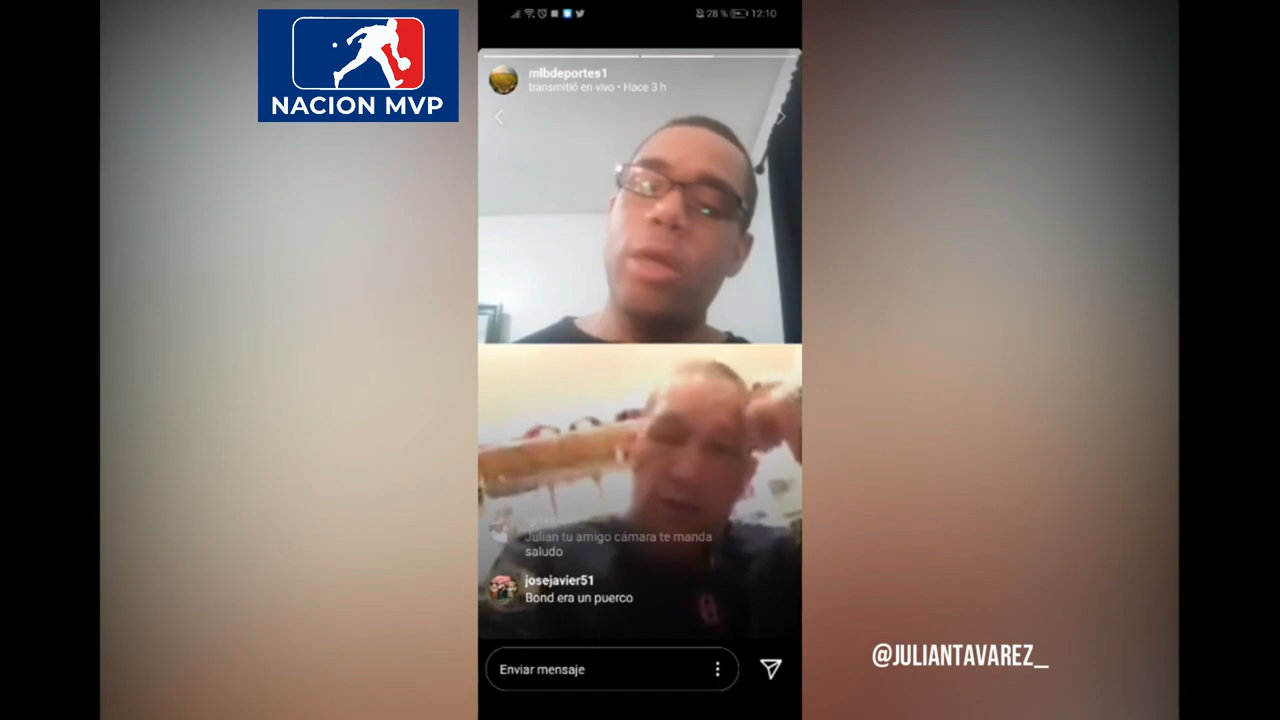 NACION MVP
28 %
12:10
mlbdeportes1
transmitió en vivo • Hace 3 h
Julian tu amigo cámara te manda
saludo
josejavier51
Bond era un puerco
Enviar mensaje
@JULIANTAVAREZ_